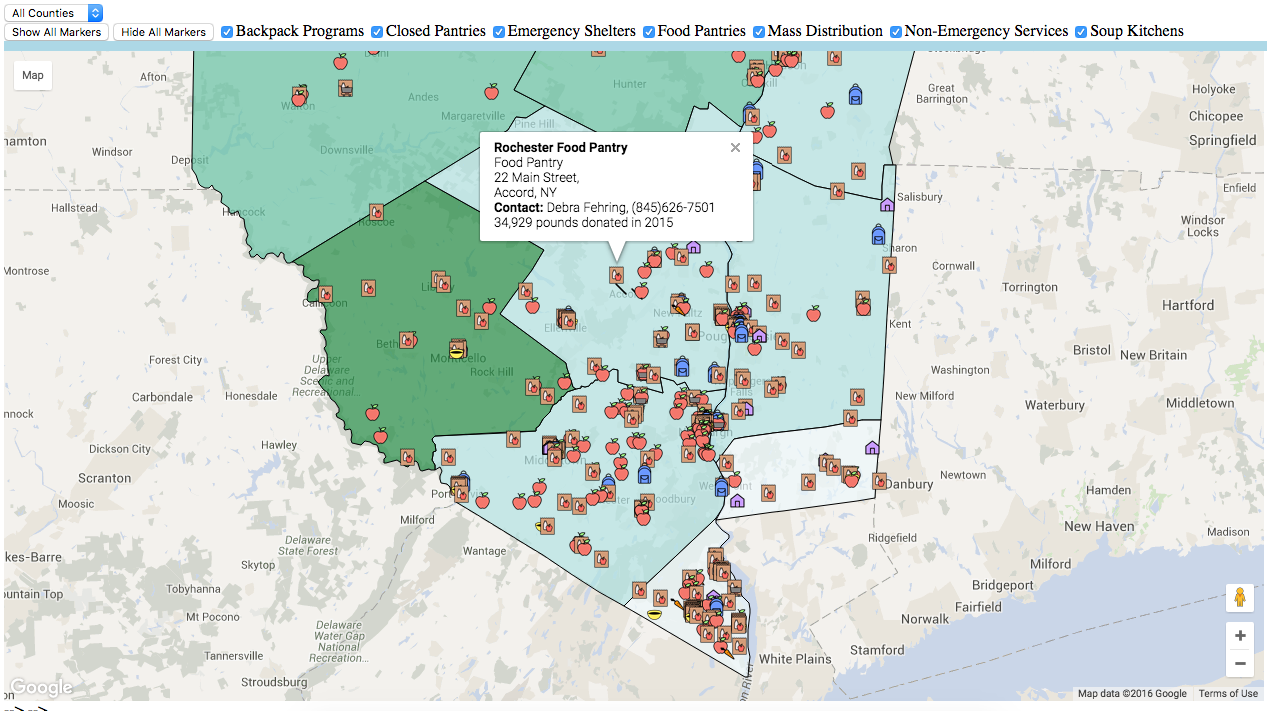 All Counties
Show All Markers Hide All Markers Backpack Programs Closed Pantries Emergency Shelters Food Pantries Mass Distribution Non-Emergency Services Soup Kitchens
Map
Afton
Walton
Andes
Margaretville
Hunter
Pine Hill
Great
Barrington
Holyoke
Chicopee
Springfield
Windsor
Deposit
Downsville
Hallstead
Hancock
Roscoe
Rochester Food Pantry
Food Pantry
22 Main Street,
Accord, NY
Contact: Debra Fehring, (845)626-7501
34,929 pounds donated in 2015
Salisbury
Enfield
Windsor
Locks
Sharon
Cornwall
Montrose
Torrington
Hartford
Kent
Bristol
New Britain
Forest City
Upper
Delaware
Scenic and
Recreational...
Monticello
Rock Hill
Ellenville
Washington
Carbondale
Honesdale
New Milford
Waterbury
Middletown
Dickson City
Hawley
Scranton
Moosic
Newtown
Danbury
Hamden
Milford
New Haven
Madison
Delaware
State Forest
Wantage
Ridgefield
Skytop
Milford
Bridgeport
Tobyhanna
Fairfield
Mt Pocono
Norwalk
Delaware
Water Gap
National
Recreation...
Tannersville
Stamford
White Plains
Stroudsburg
Google
Map data ©2016 Google Terms of Use